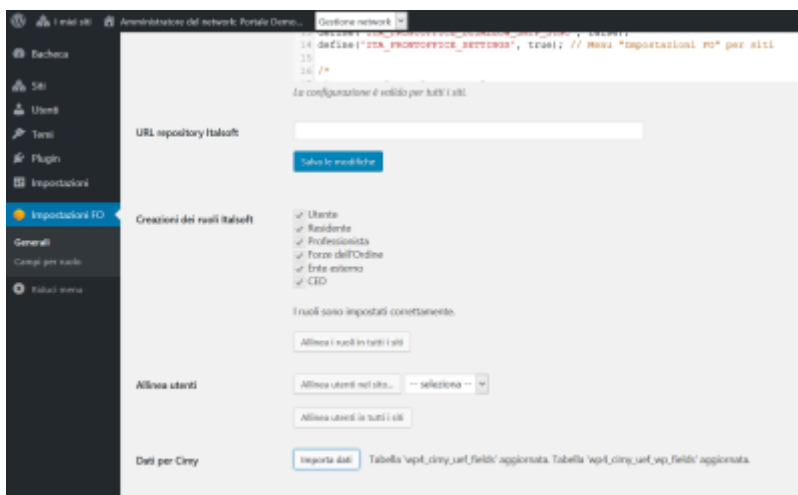 I miei siti Amministratore del network: Portale Demo... Gestione network
14 define("ITA_FRONTOFFICE_SETTINGS", true); // Menu "Impostazioni FO" per siti
15
16 /*
La configurazione è valida per tutti i siti.
Bacheca
Siti
Utenti
Temi
Plugin
Impostazioni
Impostazioni FO
Generali
Campi per ruolo
Riduci menu
URL repository Italsoft
Salva le modifiche
Creazioni dei ruoli Italsoft
Utente
Residente
Professionista
Forze dell'Ordine
Ente esterno
CED
I ruoli sono impostati correttamente.
Allinea i ruoli in tutti i siti
Allinea utenti
Allinea utenti nel sito... -- seleziona --
Allinea utenti in tutti i siti
Dati per Cimy
Importa dati Tabella 'wp4_cimy_uef_fields' aggiornata. Tabella 'wp4_cimy_uef_wp_fields' aggiornata.